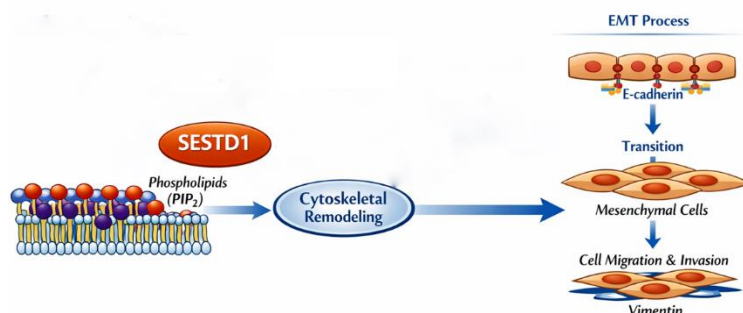 EMT Process
E-cadherin
SESTD1
Transition
Phospholipids
(PIP₂)
Cytoskeletal
Remodeling
Mesenchymal Cells
Cell Migration & Invasion
Vimentin